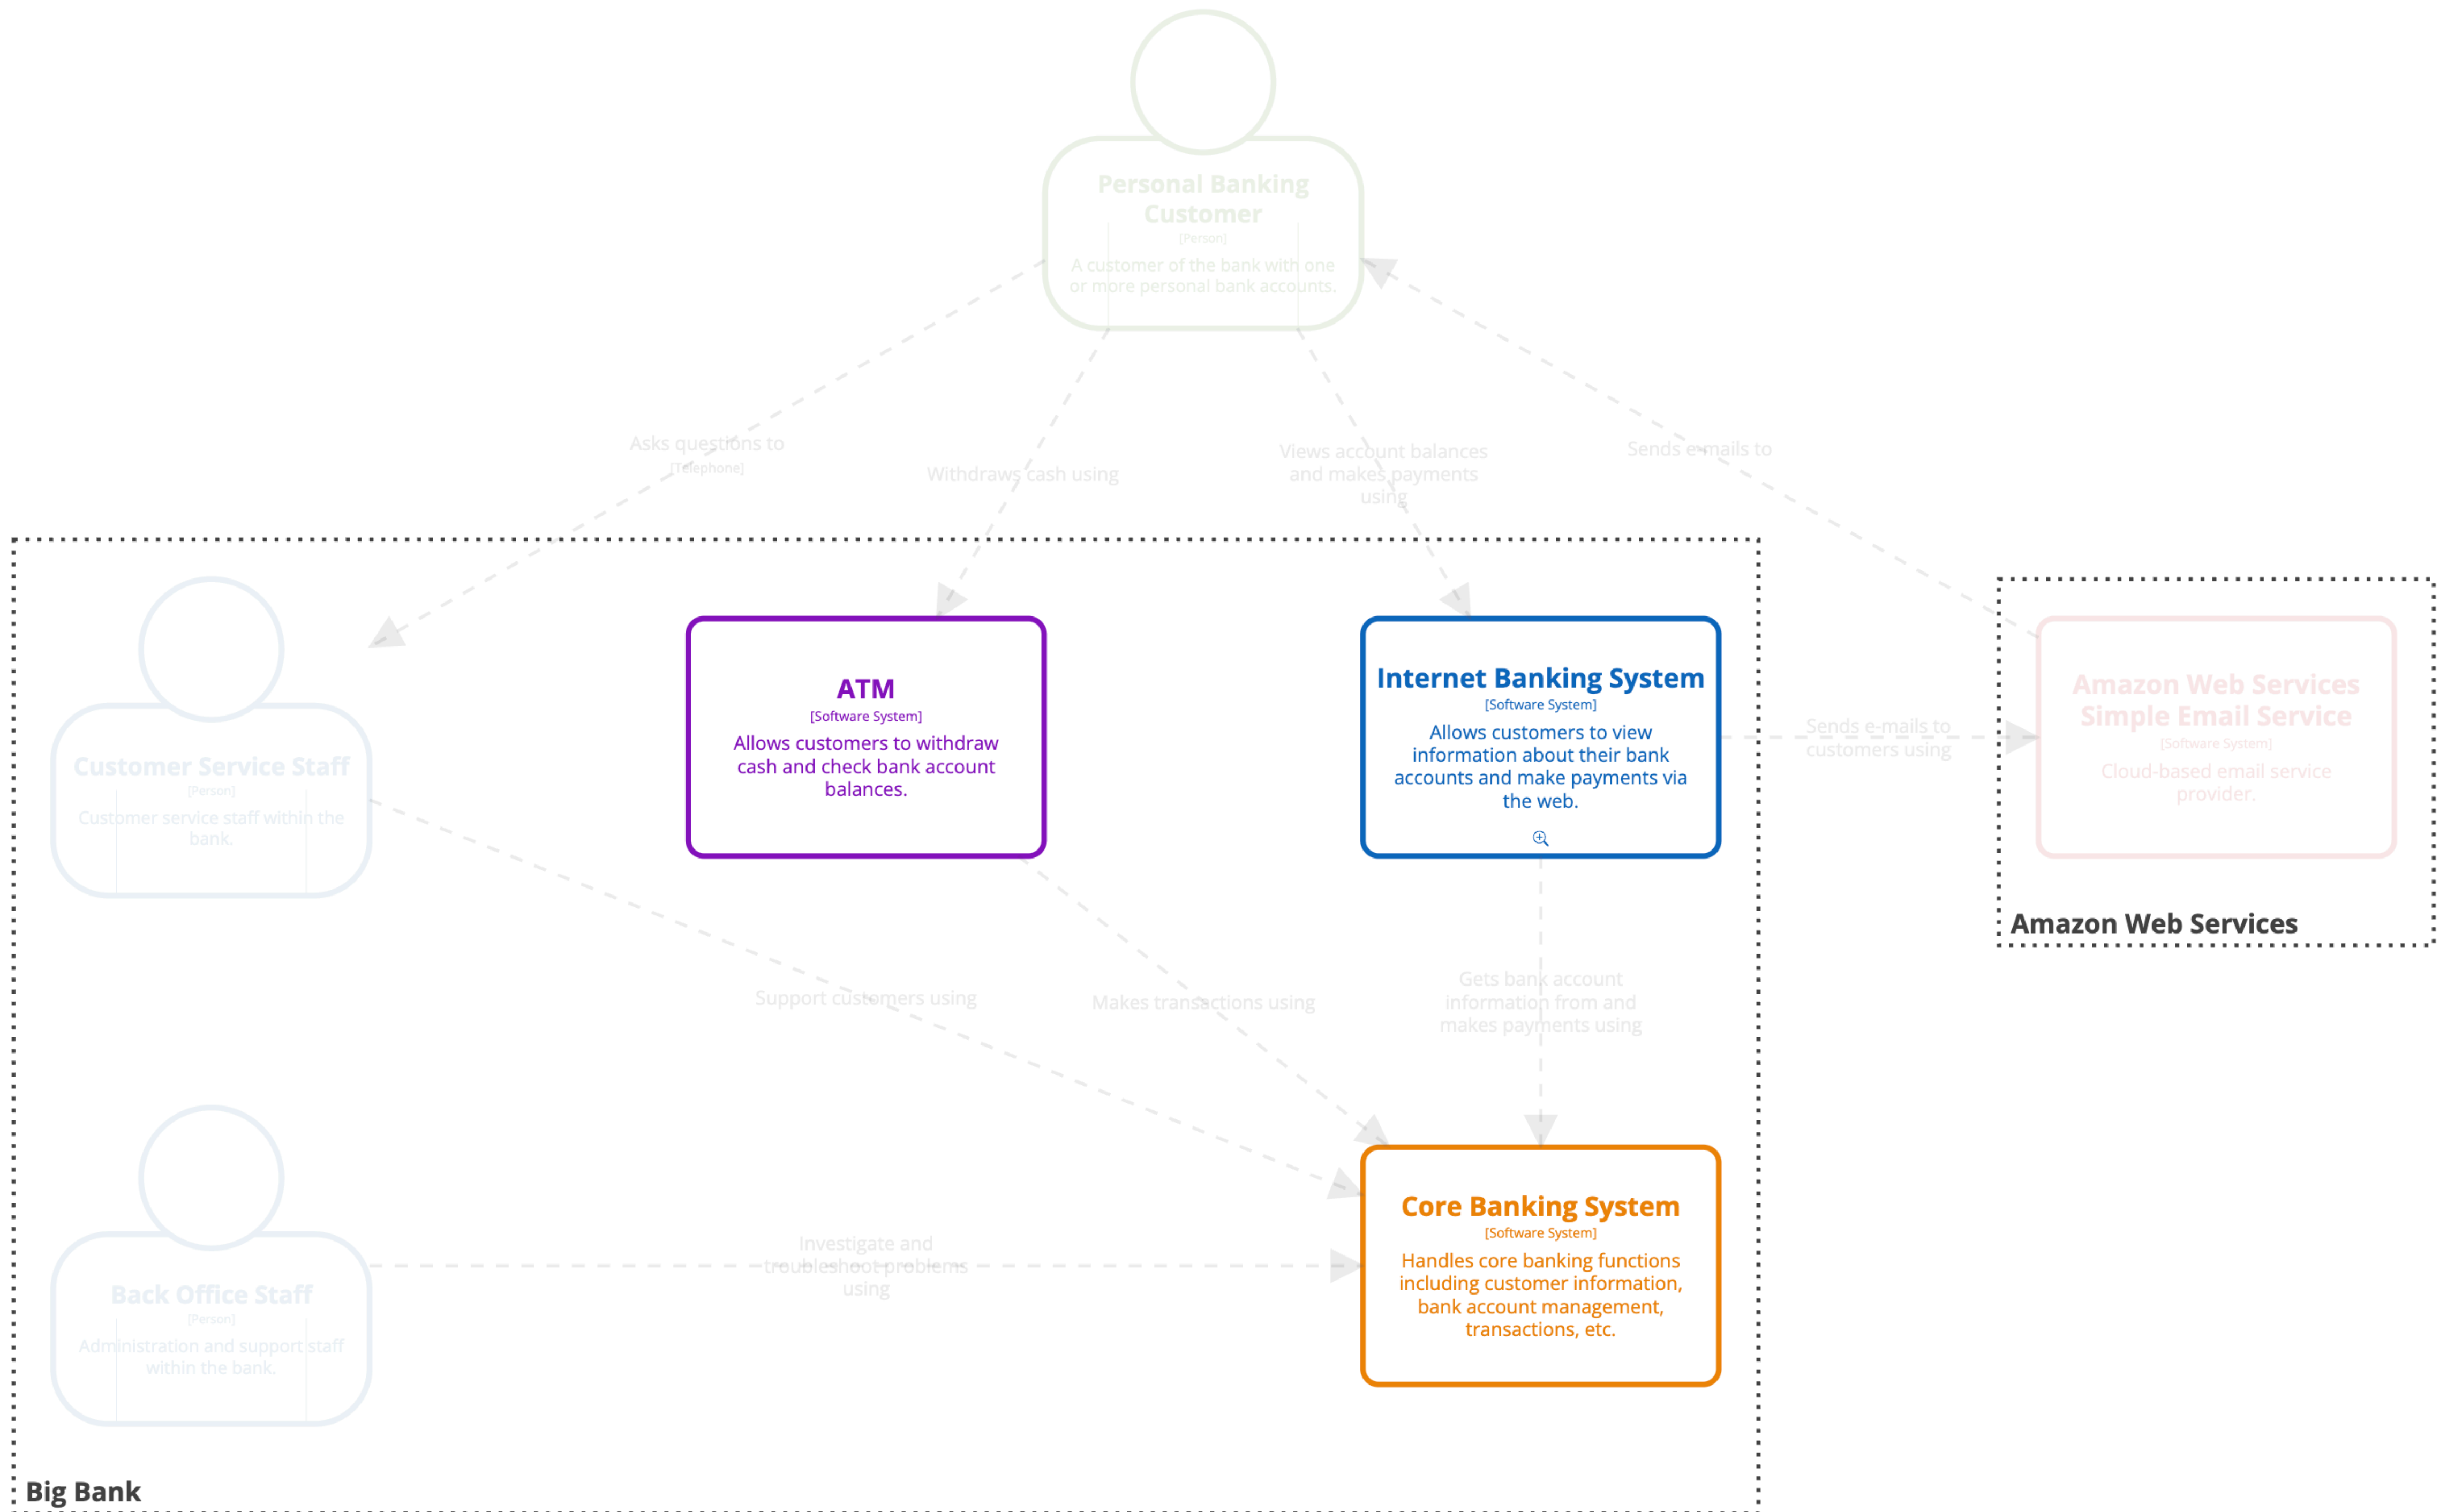 Personal Banking
Customer
[Person]
A customer of the bank with one
or more personal bank accounts.
Asks questions to
[Telephone]
Withdraws cash using
Views account balances
and makes payments
using
Sends e-mails to
Customer Service Staff
[Person]
Customer service staff within the
bank.
ATM
[Software System]
Allows customers to withdraw
cash and check bank account
balances.
Internet Banking System
[Software System]
Allows customers to view
information about their bank
accounts and make payments via
the web.
Sends e-mails to
customers using
Amazon Web Services
Simple Email Service
[Software System]
Cloud-based email service
provider.
Amazon Web Services
Support customers using
Makes transactions using
Gets bank account
information from and
makes payments using
Back Office Staff
[Person]
Administration and support staff
within the bank.
Investigate and
troubleshoot problems
using
Core Banking System
[Software System]
Handles core banking functions
including customer information,
bank account management,
transactions, etc.
Big Bank